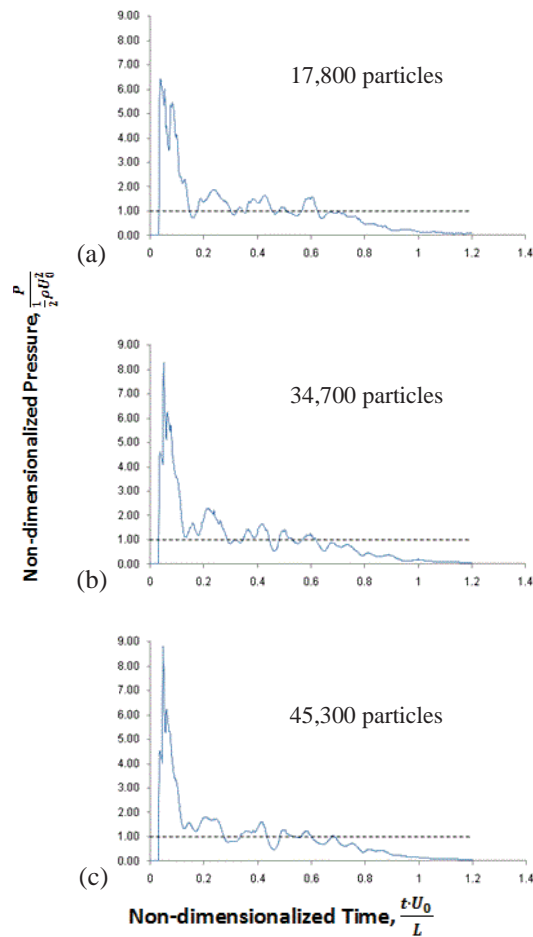 9.00
8.00
7.00
6.00
5.00
4.00
3.00
2.00
1.00
0.00
17,800 particles
0 0.2 0.4 0.6 0.8 1 1.2 1.4
(a)
Non-dimensionalized Pressure, P / 1/2 ρU₀²
9.00
8.00
7.00
6.00
5.00
4.00
3.00
2.00
1.00
0.00
34,700 particles
0 0.2 0.4 0.6 0.8 1 1.2 1.4
(b)
9.00
8.00
7.00
6.00
5.00
4.00
3.00
2.00
1.00
0.00
45,300 particles
0 0.2 0.4 0.6 0.8 1 1.2 1.4
(c)
Non-dimensionalized Time, t·U₀ / L